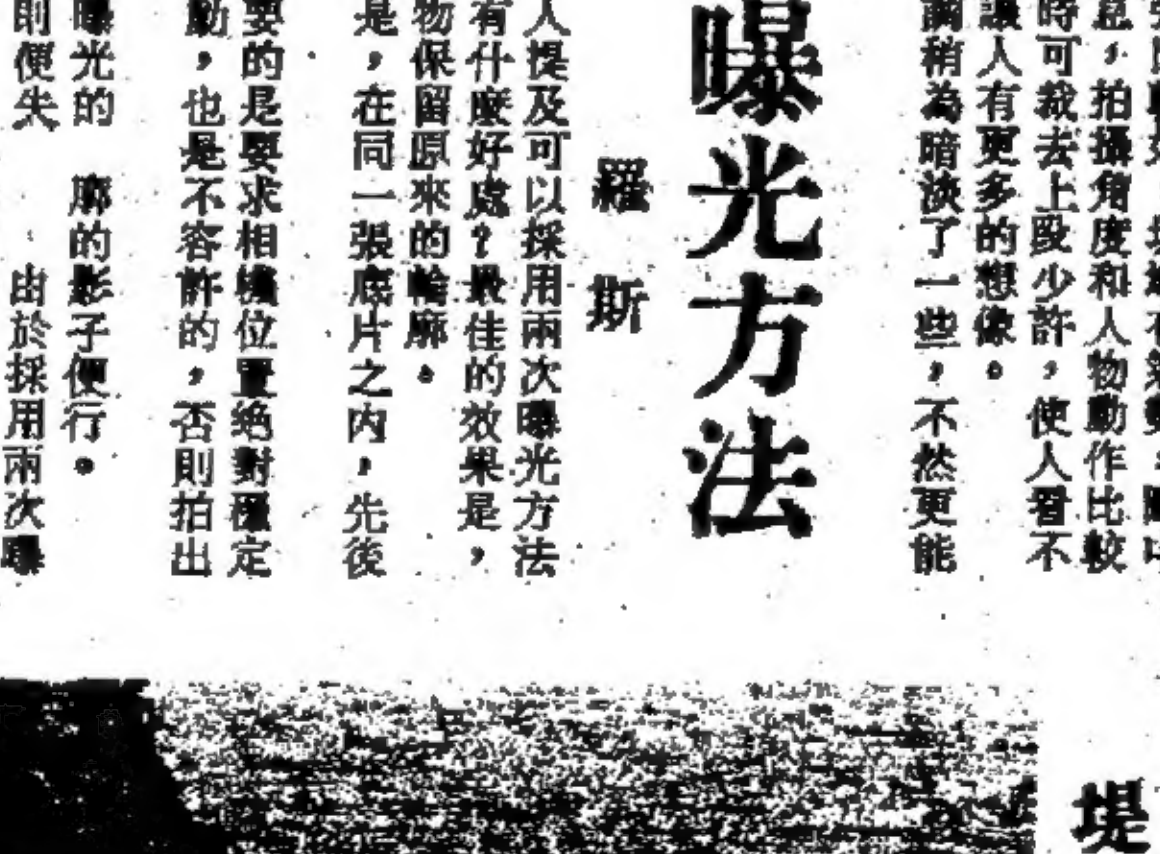 息，拍攝角度和人物動作比較
時可裁去上段少許，使人看不
讓人有更多的想像。
調稍為暗淡了一些，不然更能
曝光方法
羅斯
人提及可以採用兩次曝光方法
有什麼好處？最佳的效果是，
物保留原來的輪廓。
是，在同一張底片之內，先後
要的是要求相機位置絕對穩定
動，也是不容許的，否則拍出
曝光的
則便失
廓的影子便行。
由於採用兩次曝
堤